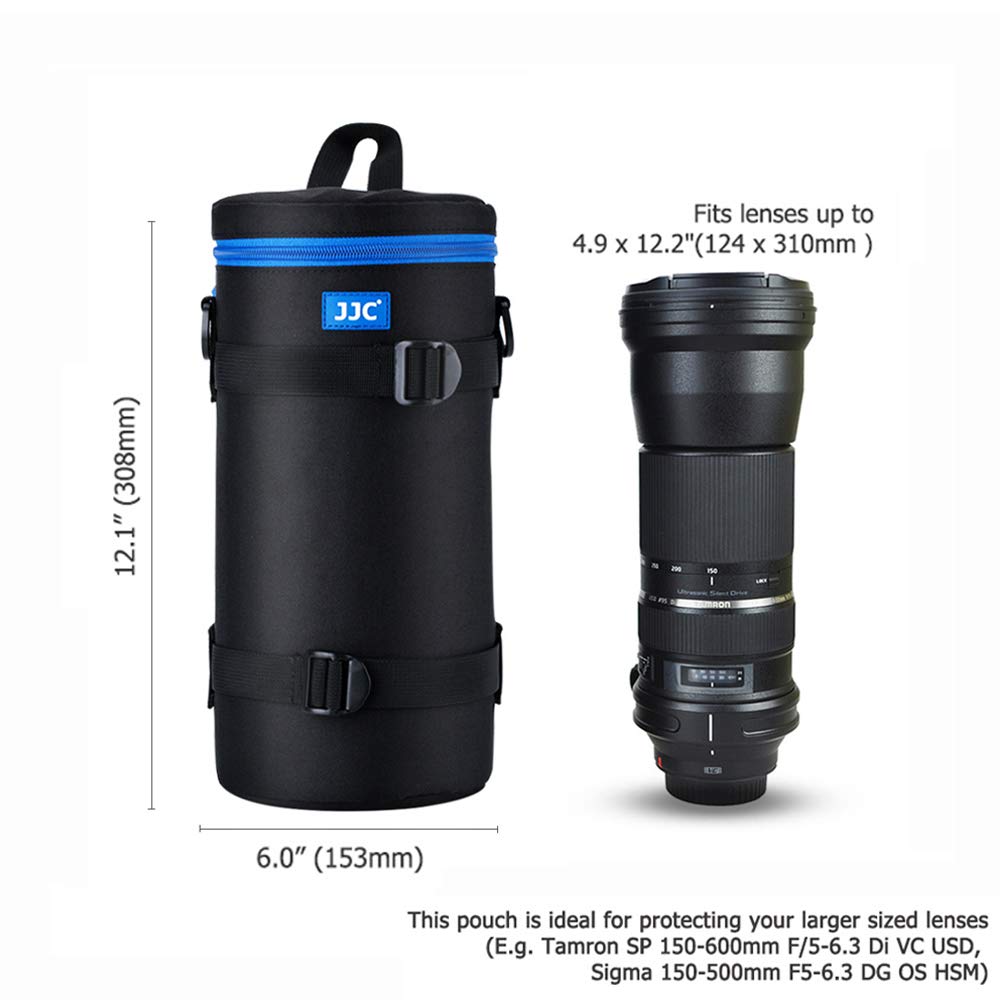 Fits lenses up to
4.9 x 12.2"(124 x 310mm )
JJC
12.1″ (308mm)
250 200 150
LOCK
Ultrasonic Silent Drive
TAMRON
6.0″ (153mm)
This pouch is ideal for protecting your larger sized lenses
(E.g. Tamron SP 150-600mm F/5-6.3 Di VC USD,
Sigma 150-500mm F5-6.3 DG OS HSM)